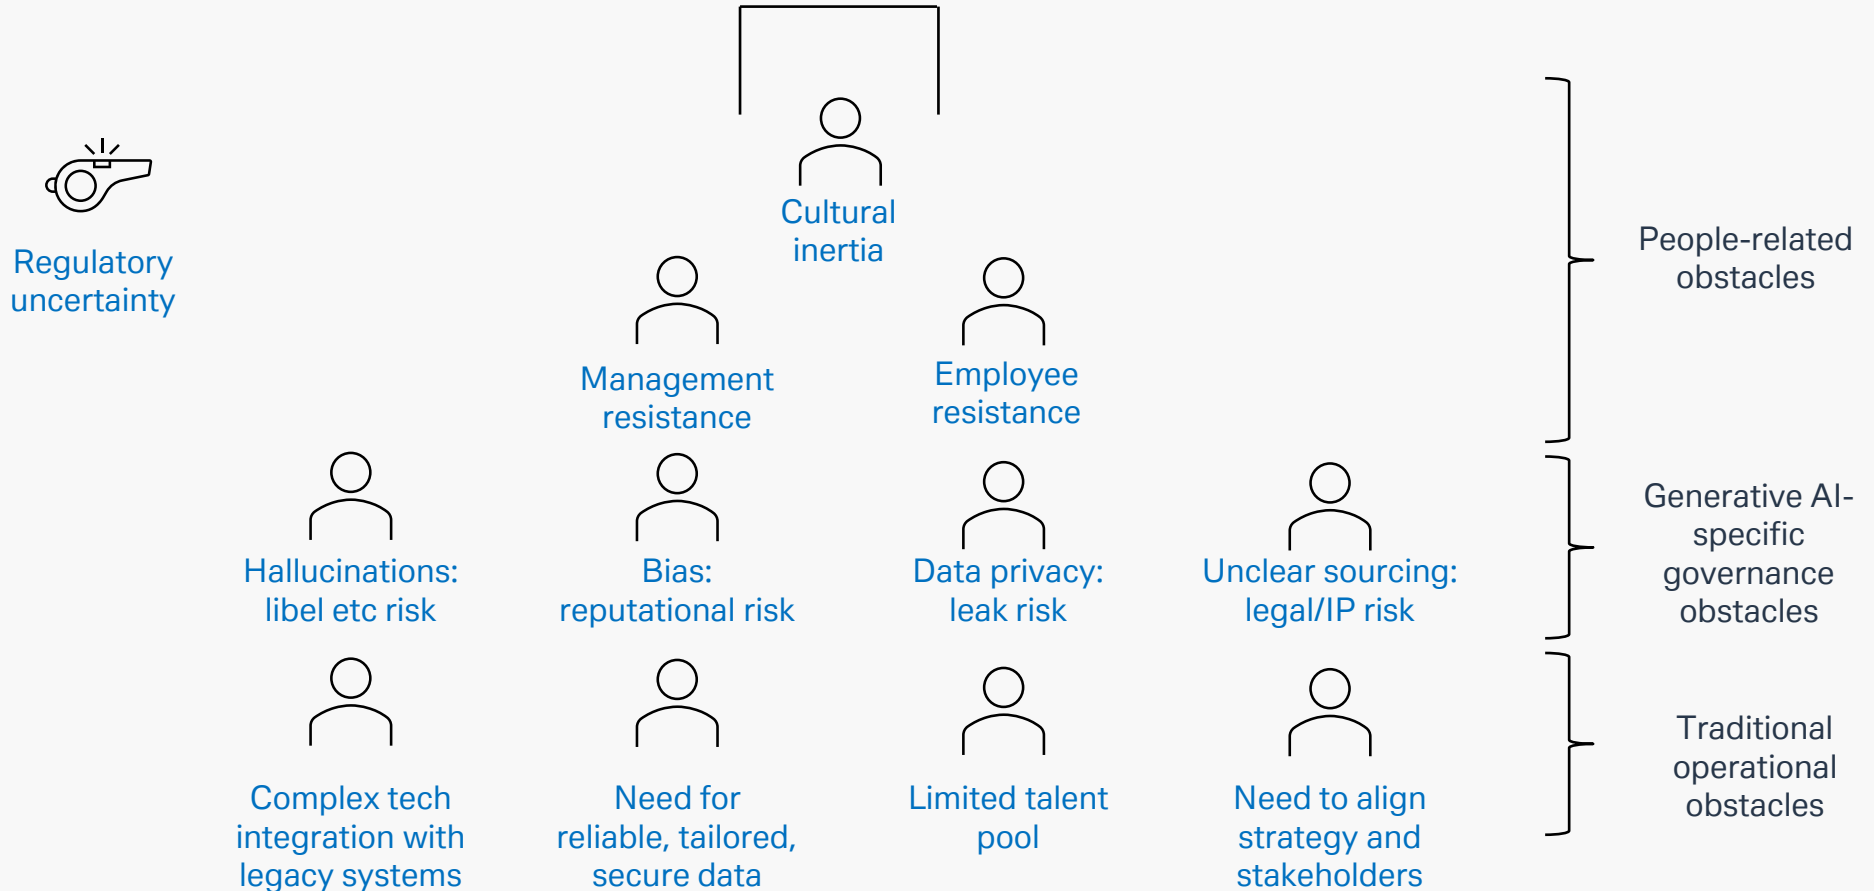 Regulatory
uncertainty
Cultural
inertia
Management
resistance
Employee
resistance
People-related
obstacles
Hallucinations:
libel etc risk
Bias:
reputational risk
Data privacy:
leak risk
Unclear sourcing:
legal/IP risk
Generative AI-
specific
governance
obstacles
Complex tech
integration with
legacy systems
Need for
reliable, tailored,
secure data
Limited talent
pool
Need to align
strategy and
stakeholders
Traditional
operational
obstacles